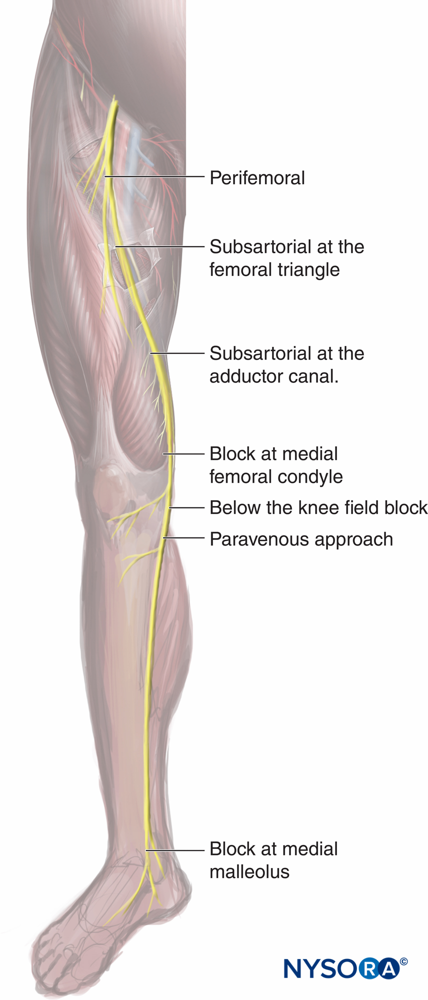 Perifemoral
Subsartorial at the
femoral triangle
Subsartorial at the
adductor canal.
Block at medial
femoral condyle
Below the knee field block
Paravenous approach
Block at medial
malleolus
NYSORA©